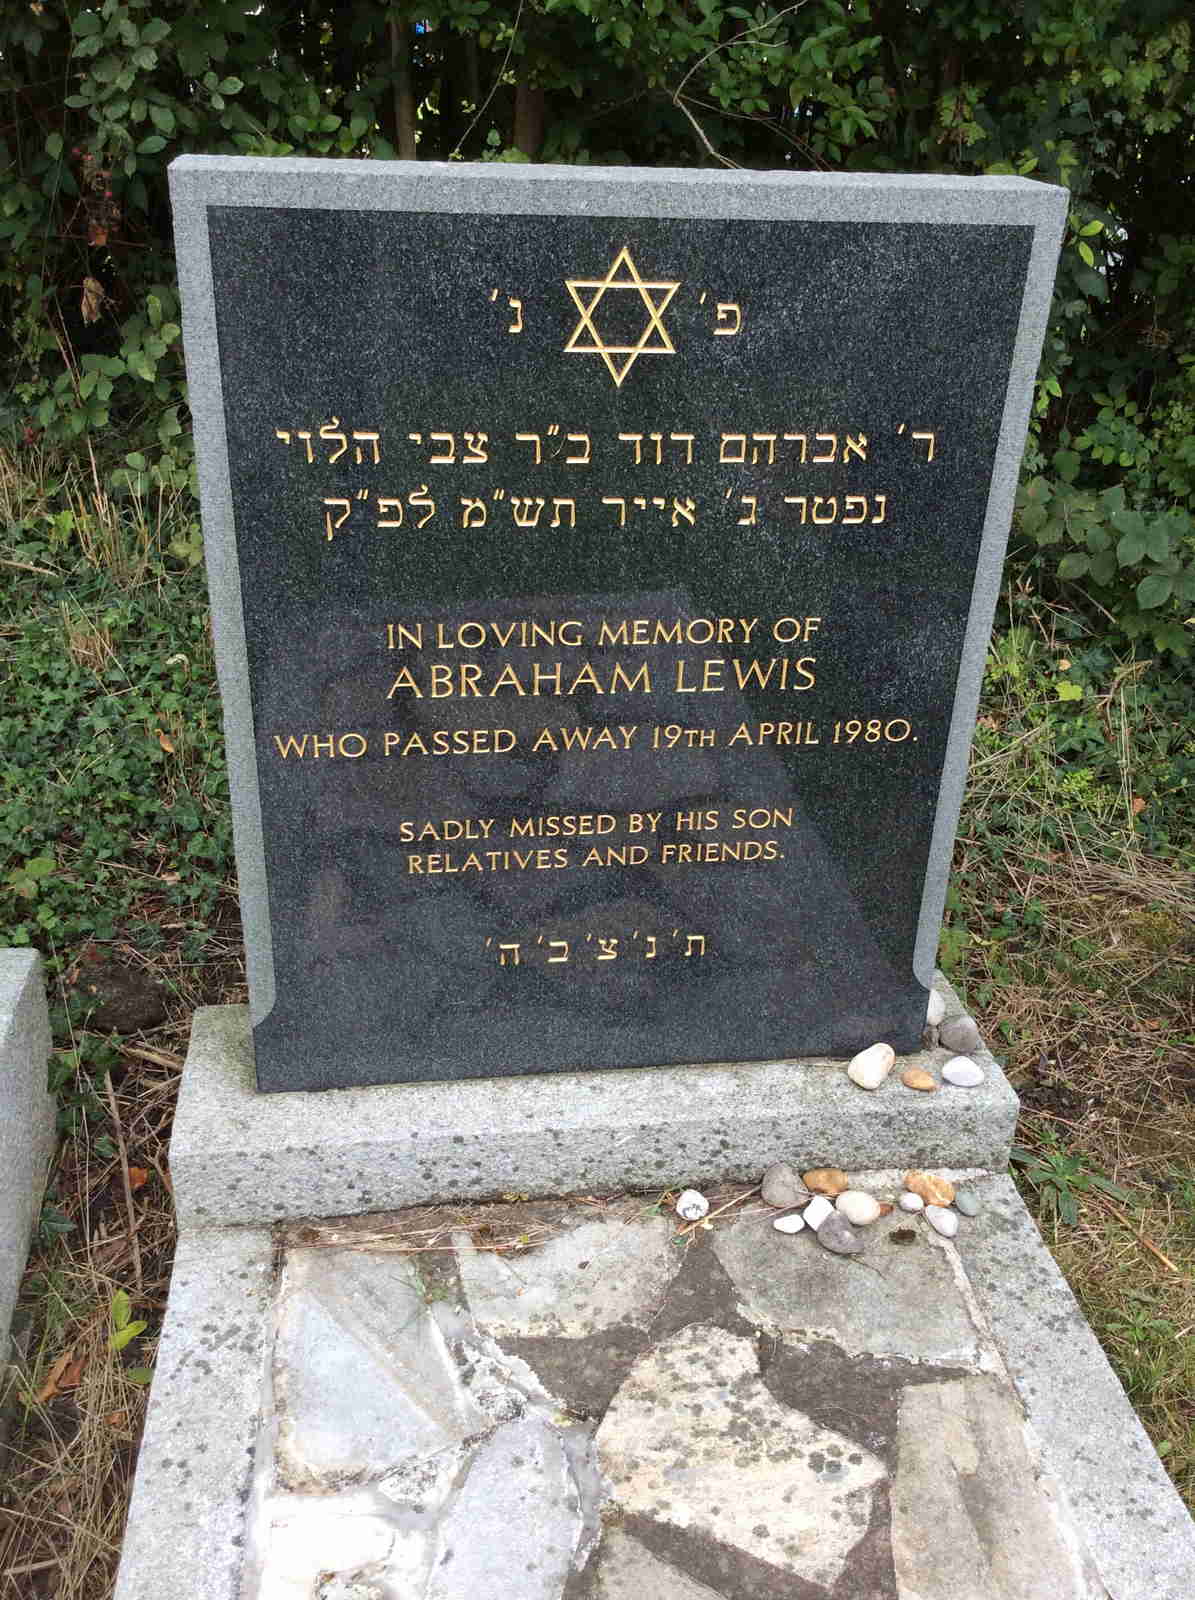 פ׳ נ׳
ר׳ אברהם דוד ב״ר צבי הלוי
נפטר ג׳ אייר תש״מ לפ״ק
IN LOVING MEMORY OF
ABRAHAM LEWIS
WHO PASSED AWAY 19TH APRIL 1980.
SADLY MISSED BY HIS SON
RELATIVES AND FRIENDS.
ת׳ נ׳ צ׳ ב׳ ה׳